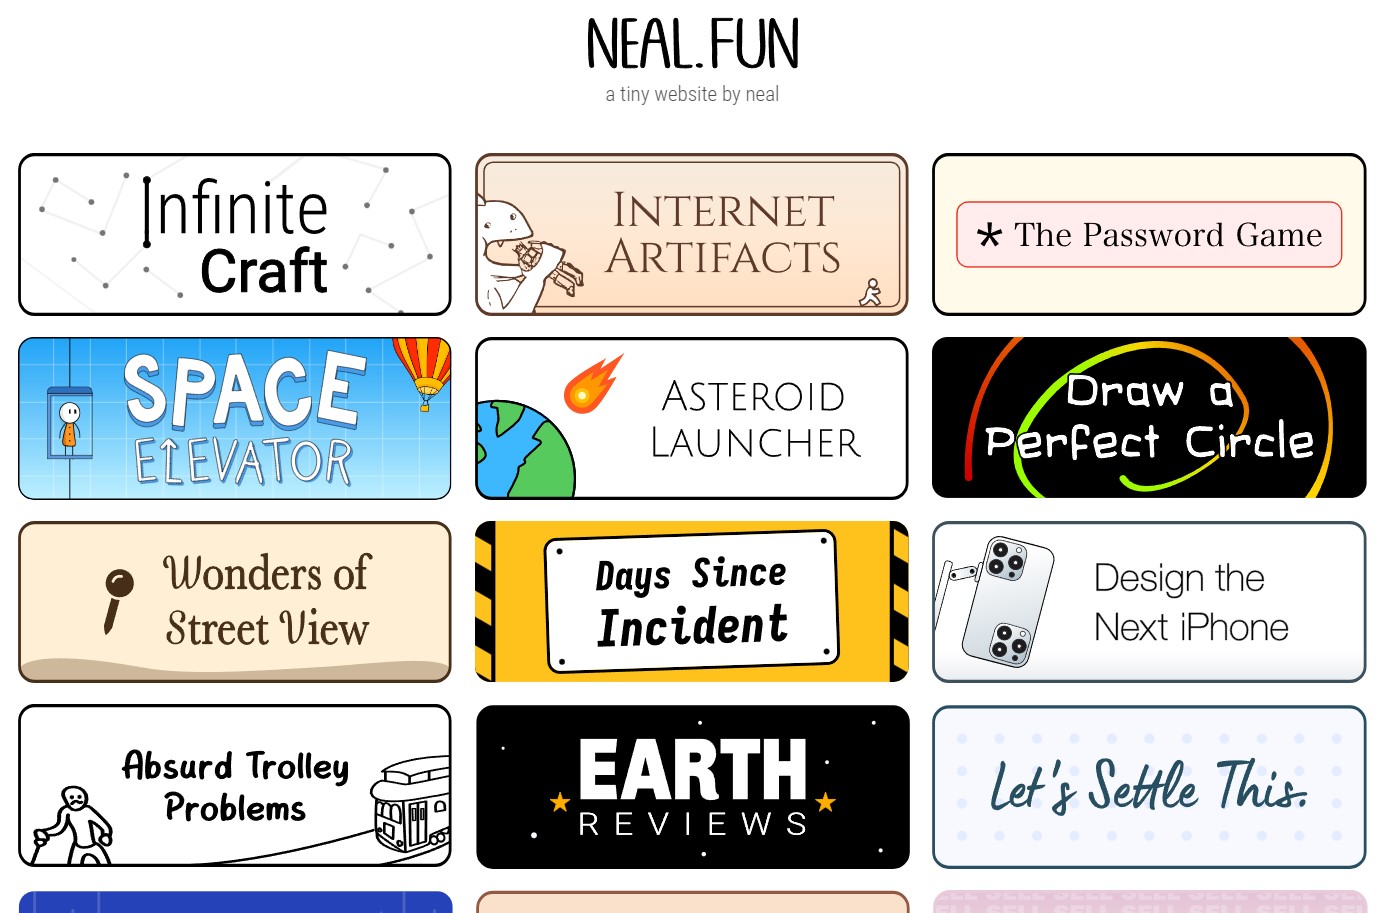 NEAL.FUN
a tiny website by neal
Infinite
Craft
INTERNET
ARTIFACTS
* The Password Game
SPACE
ELEVATOR
ASTEROID
LAUNCHER
Draw a
Perfect Circle
Wonders of
Street View
Days Since
Incident
Design the
Next iPhone
Absurd Trolley
Problems
EARTH
REVIEWS
Let's Settle This.